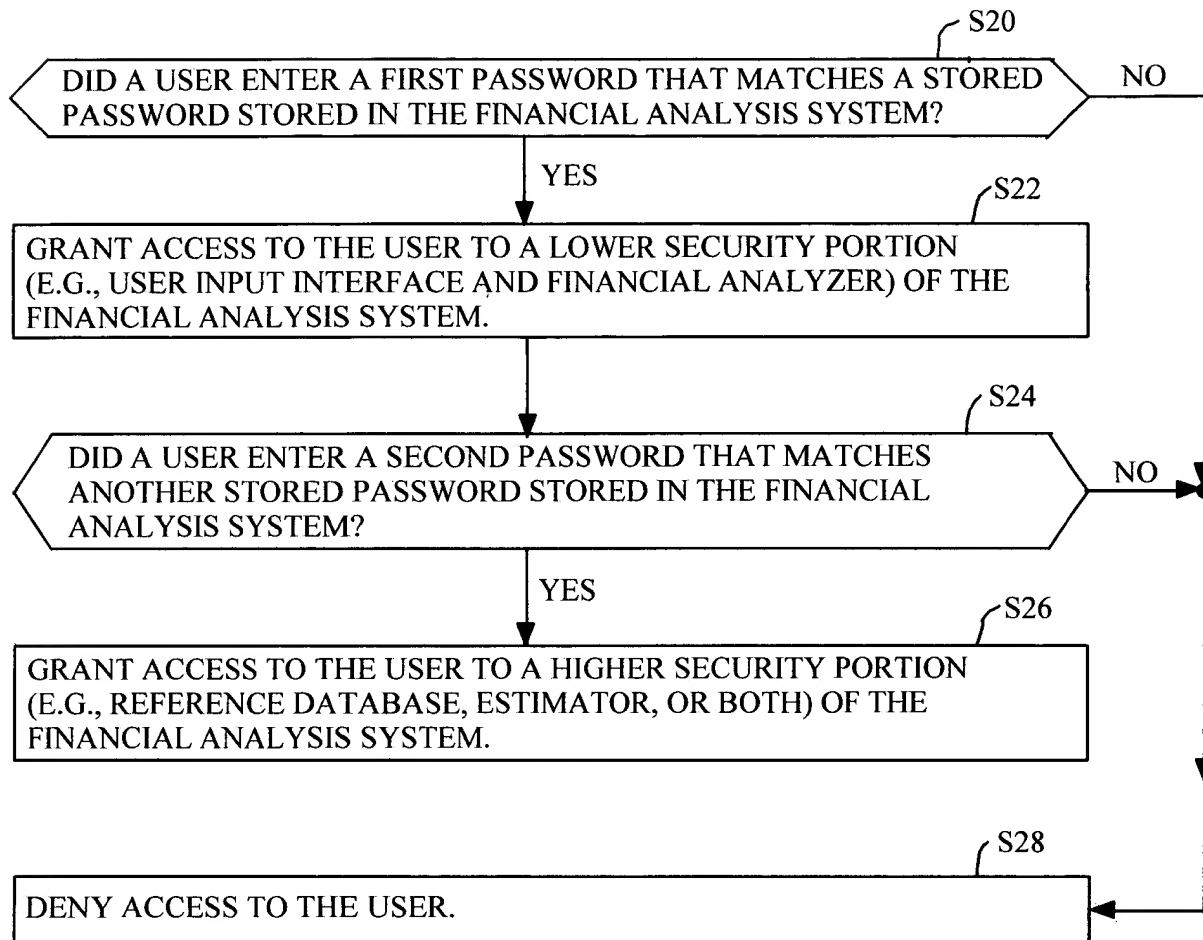 S20
DID A USER ENTER A FIRST PASSWORD THAT MATCHES A STORED
PASSWORD STORED IN THE FINANCIAL ANALYSIS SYSTEM?
NO
YES
S22
GRANT ACCESS TO THE USER TO A LOWER SECURITY PORTION
(E.G., USER INPUT INTERFACE AND FINANCIAL ANALYZER) OF THE
FINANCIAL ANALYSIS SYSTEM.
S24
DID A USER ENTER A SECOND PASSWORD THAT MATCHES
ANOTHER STORED PASSWORD STORED IN THE FINANCIAL
ANALYSIS SYSTEM?
NO
YES
S26
GRANT ACCESS TO THE USER TO A HIGHER SECURITY PORTION
(E.G., REFERENCE DATABASE, ESTIMATOR, OR BOTH) OF THE
FINANCIAL ANALYSIS SYSTEM.
S28
DENY ACCESS TO THE USER.